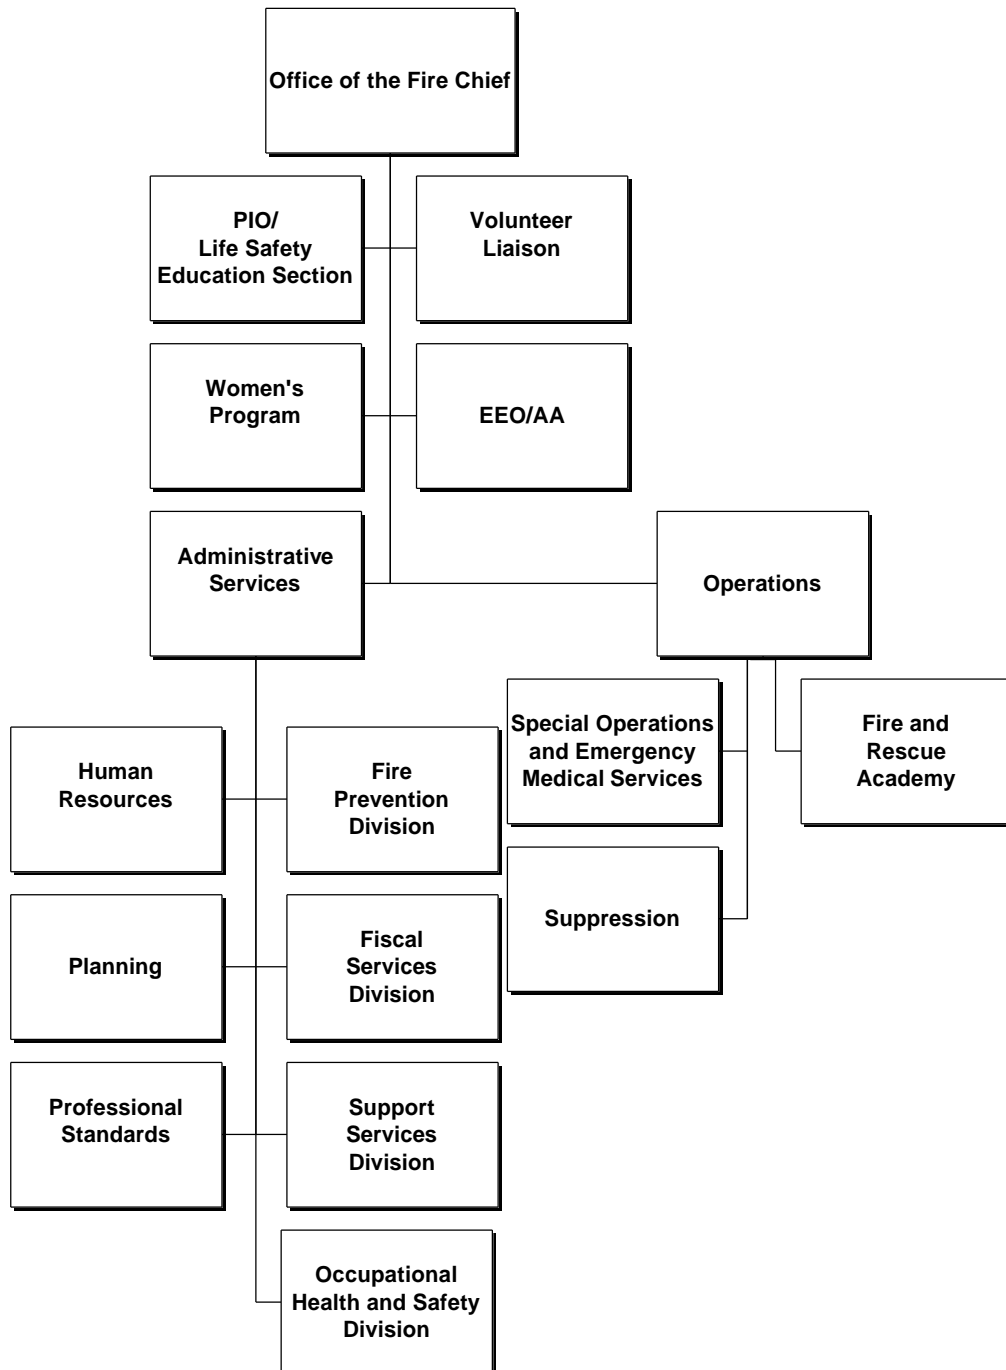 Office of the Fire Chief
PIO/
Life Safety
Education Section
Volunteer
Liaison
Women's
Program
EEO/AA
Administrative
Services
Operations
Special Operations
and Emergency
Medical Services
Fire and
Rescue
Academy
Human
Resources
Fire
Prevention
Division
Suppression
Planning
Fiscal
Services
Division
Professional
Standards
Support
Services
Division
Occupational
Health and Safety
Division